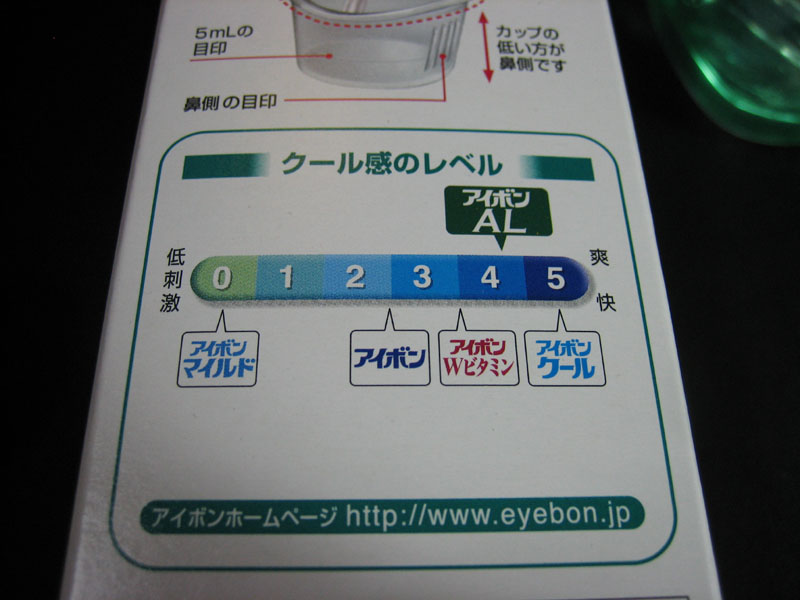 5mLの
目印
カップの
低い方が
鼻側です
鼻側の目印
クール感のレベル
アイボン
AL
低刺激
0 1 2 3 4 5
爽快
アイボン
マイルド
アイボン
アイボン
Wビタミン
アイボン
クール
アイボンホームページ http://www.eyebon.jp